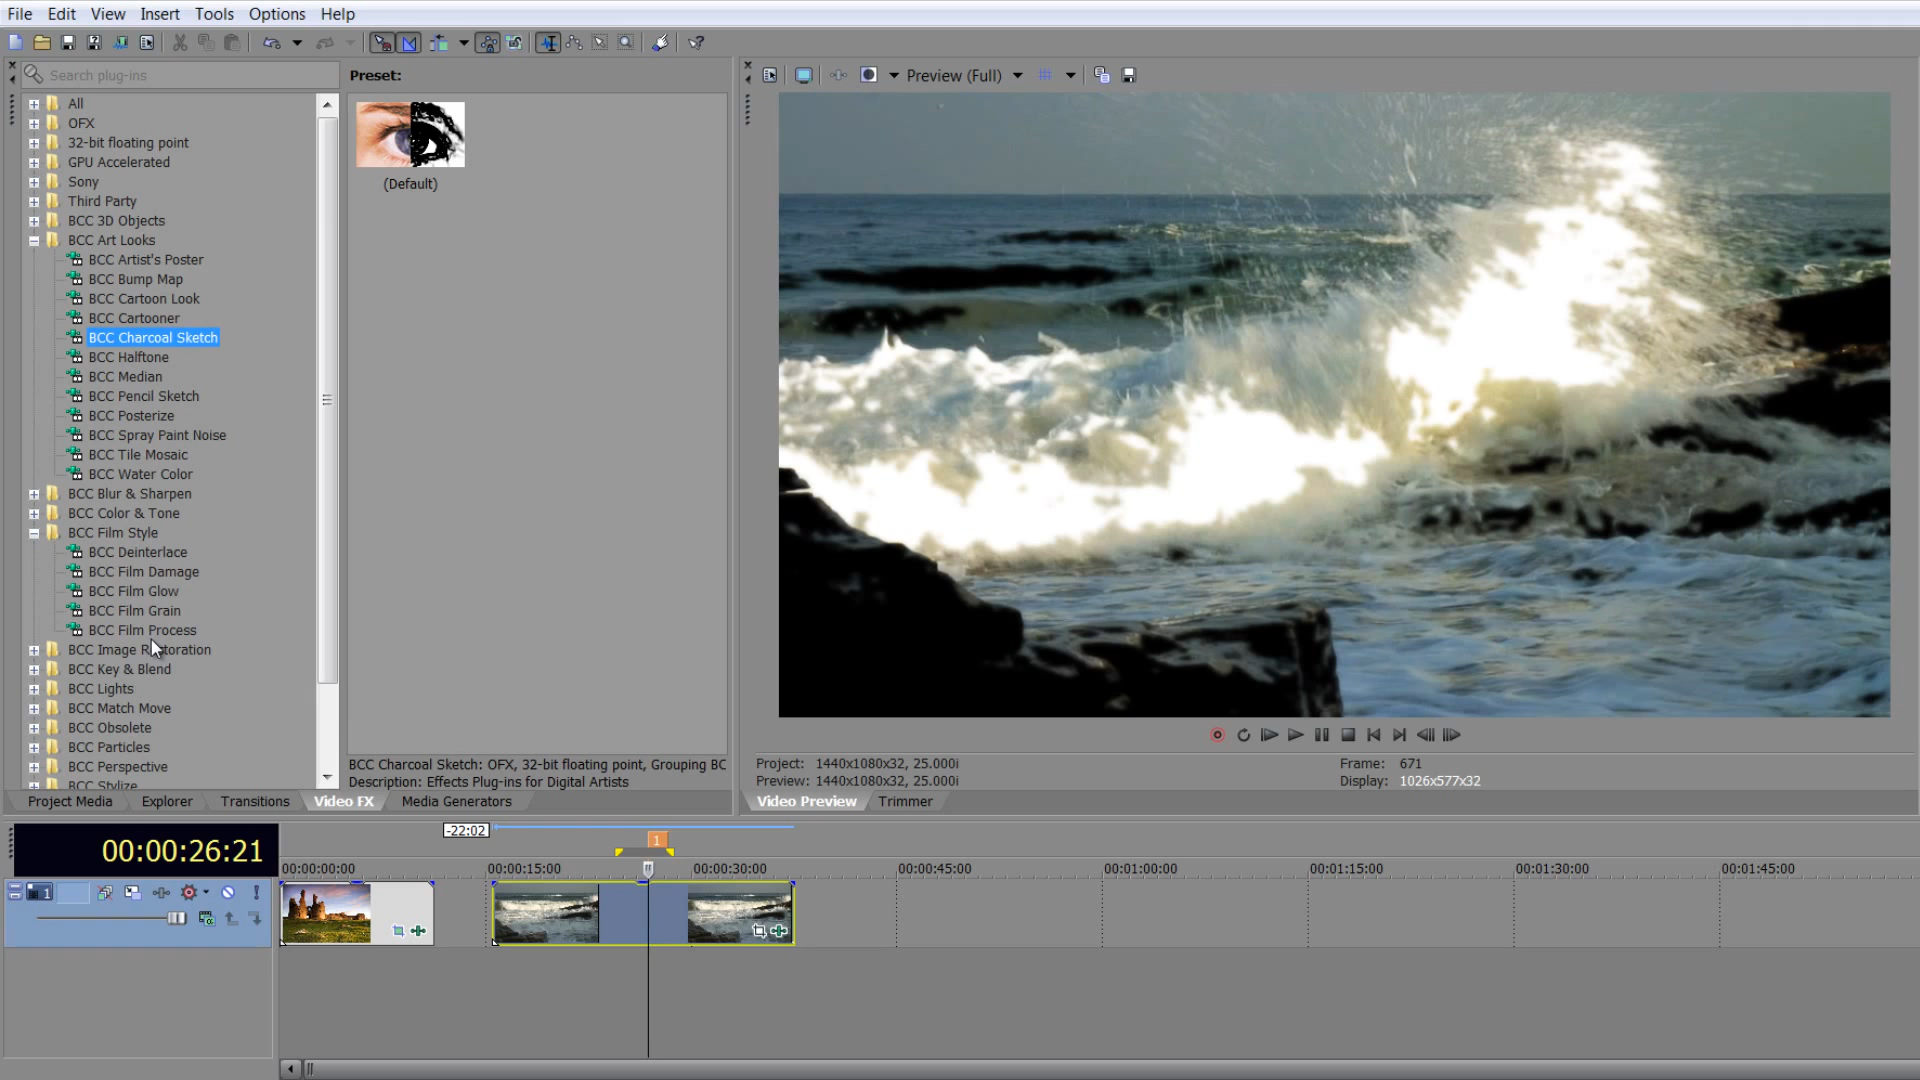 File Edit View Insert Tools Options Help
Search plug-ins
All
OFX
32-bit floating point
GPU Accelerated
Sony
Third Party
BCC 3D Objects
BCC Art Looks
BCC Artist's Poster
BCC Bump Map
BCC Cartoon Look
BCC Cartooner
BCC Charcoal Sketch
BCC Halftone
BCC Median
BCC Pencil Sketch
BCC Posterize
BCC Spray Paint Noise
BCC Tile Mosaic
BCC Water Color
BCC Blur & Sharpen
BCC Color & Tone
BCC Film Style
BCC Deinterlace
BCC Film Damage
BCC Film Glow
BCC Film Grain
BCC Film Process
BCC Image R toration
BCC Key & Blend
BCC Lights
BCC Match Move
BCC Obsolete
BCC Particles
BCC Perspective
BCC Stylize
Preset:
(Default)
BCC Charcoal Sketch: OFX, 32-bit floating point, Grouping BC
Description: Effects Plug-ins for Digital Artists
Project Media Explorer Transitions Video FX Media Generators
Preview (Full)
Project: 1440x1080x32, 25.000i
Preview: 1440x1080x32, 25.000i
Frame: 671
Display: 1026x577x32
Video Preview Trimmer
00:00:26:21
-22:02
1
00:00:00:00 00:00:15:00 00:00:30:00 00:00:45:00 00:01:00:00 00:01:15:00 00:01:30:00 00:01:45:00
1